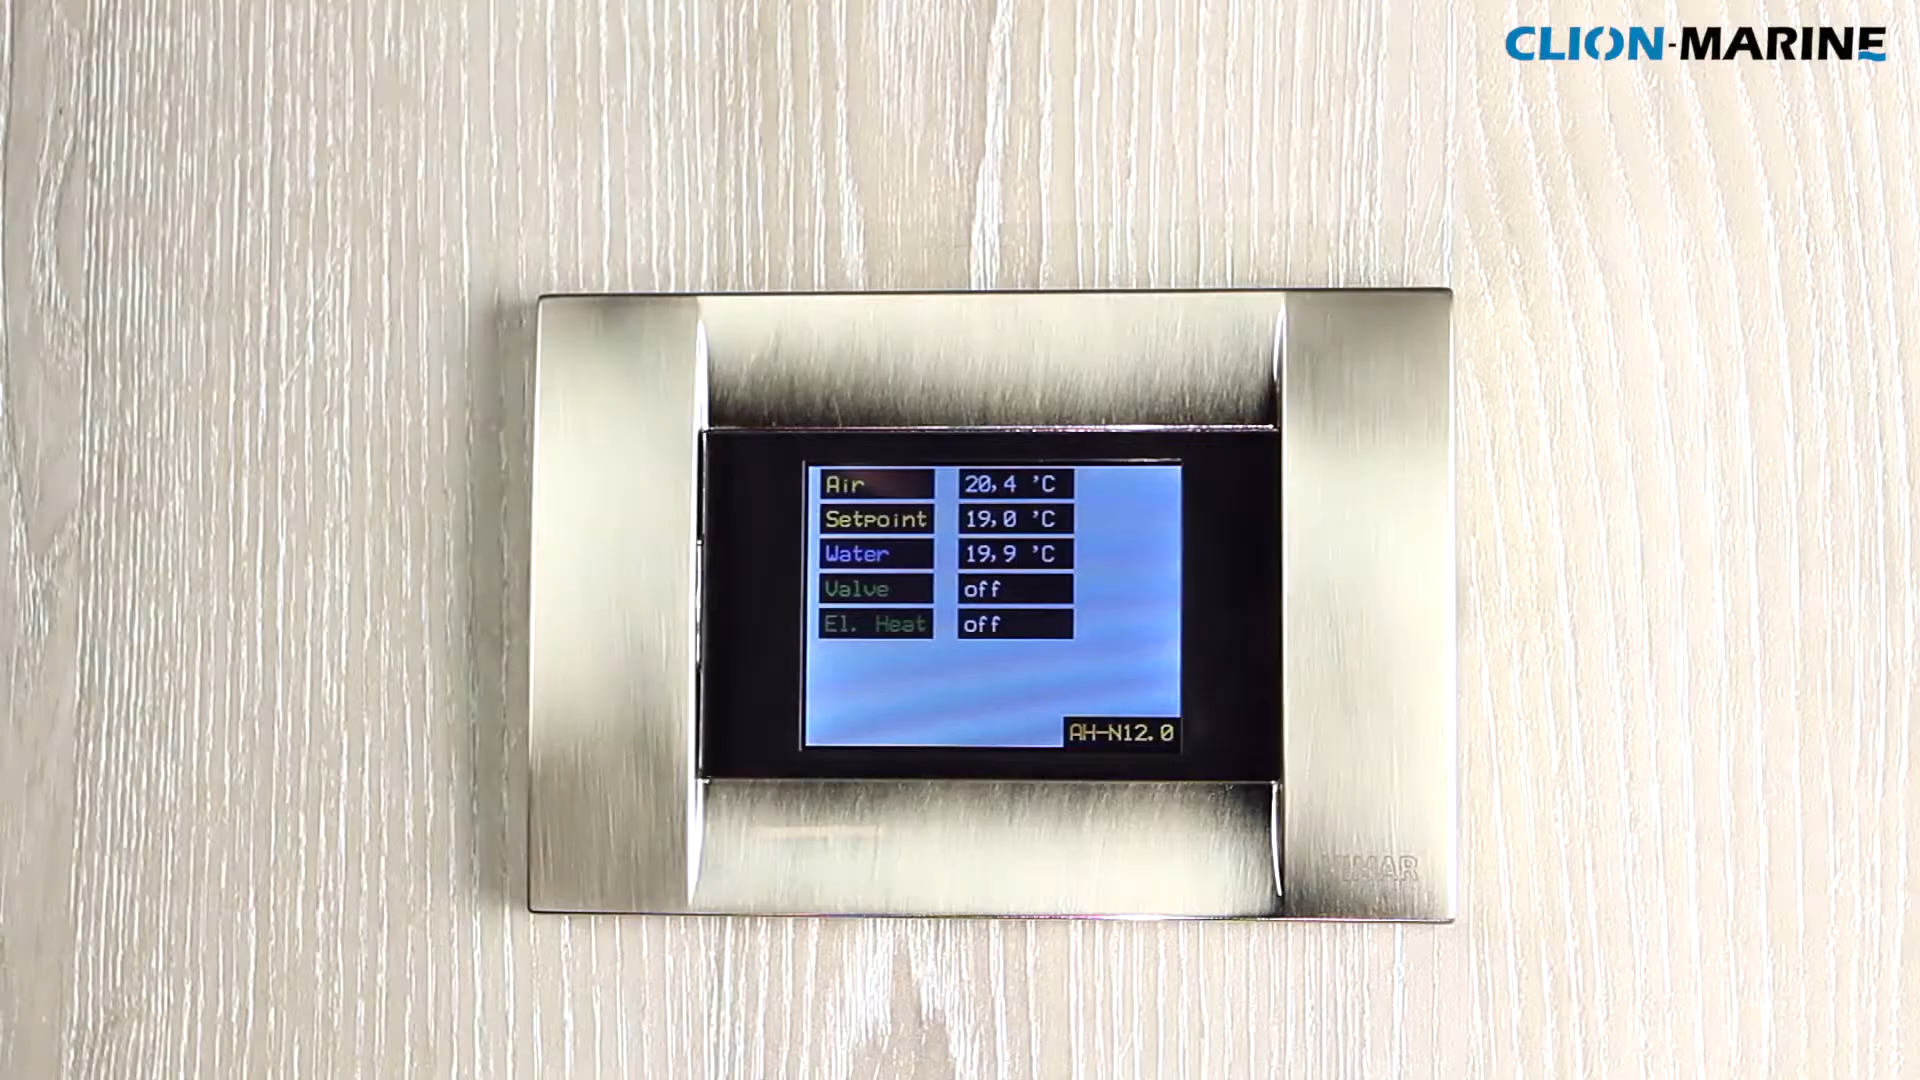 CLION-MARINE
Air 20,4 'C
Setpoint 19,0 'C
Water 19,9 'C
Valve off
El. Heat off
AH-N12.0
VIMAR